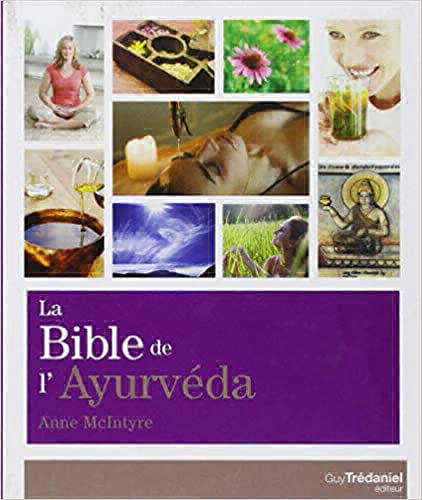 La
Bible de
l'Ayurvéda
Anne McIntyre
Guy Trédaniel
éditeur